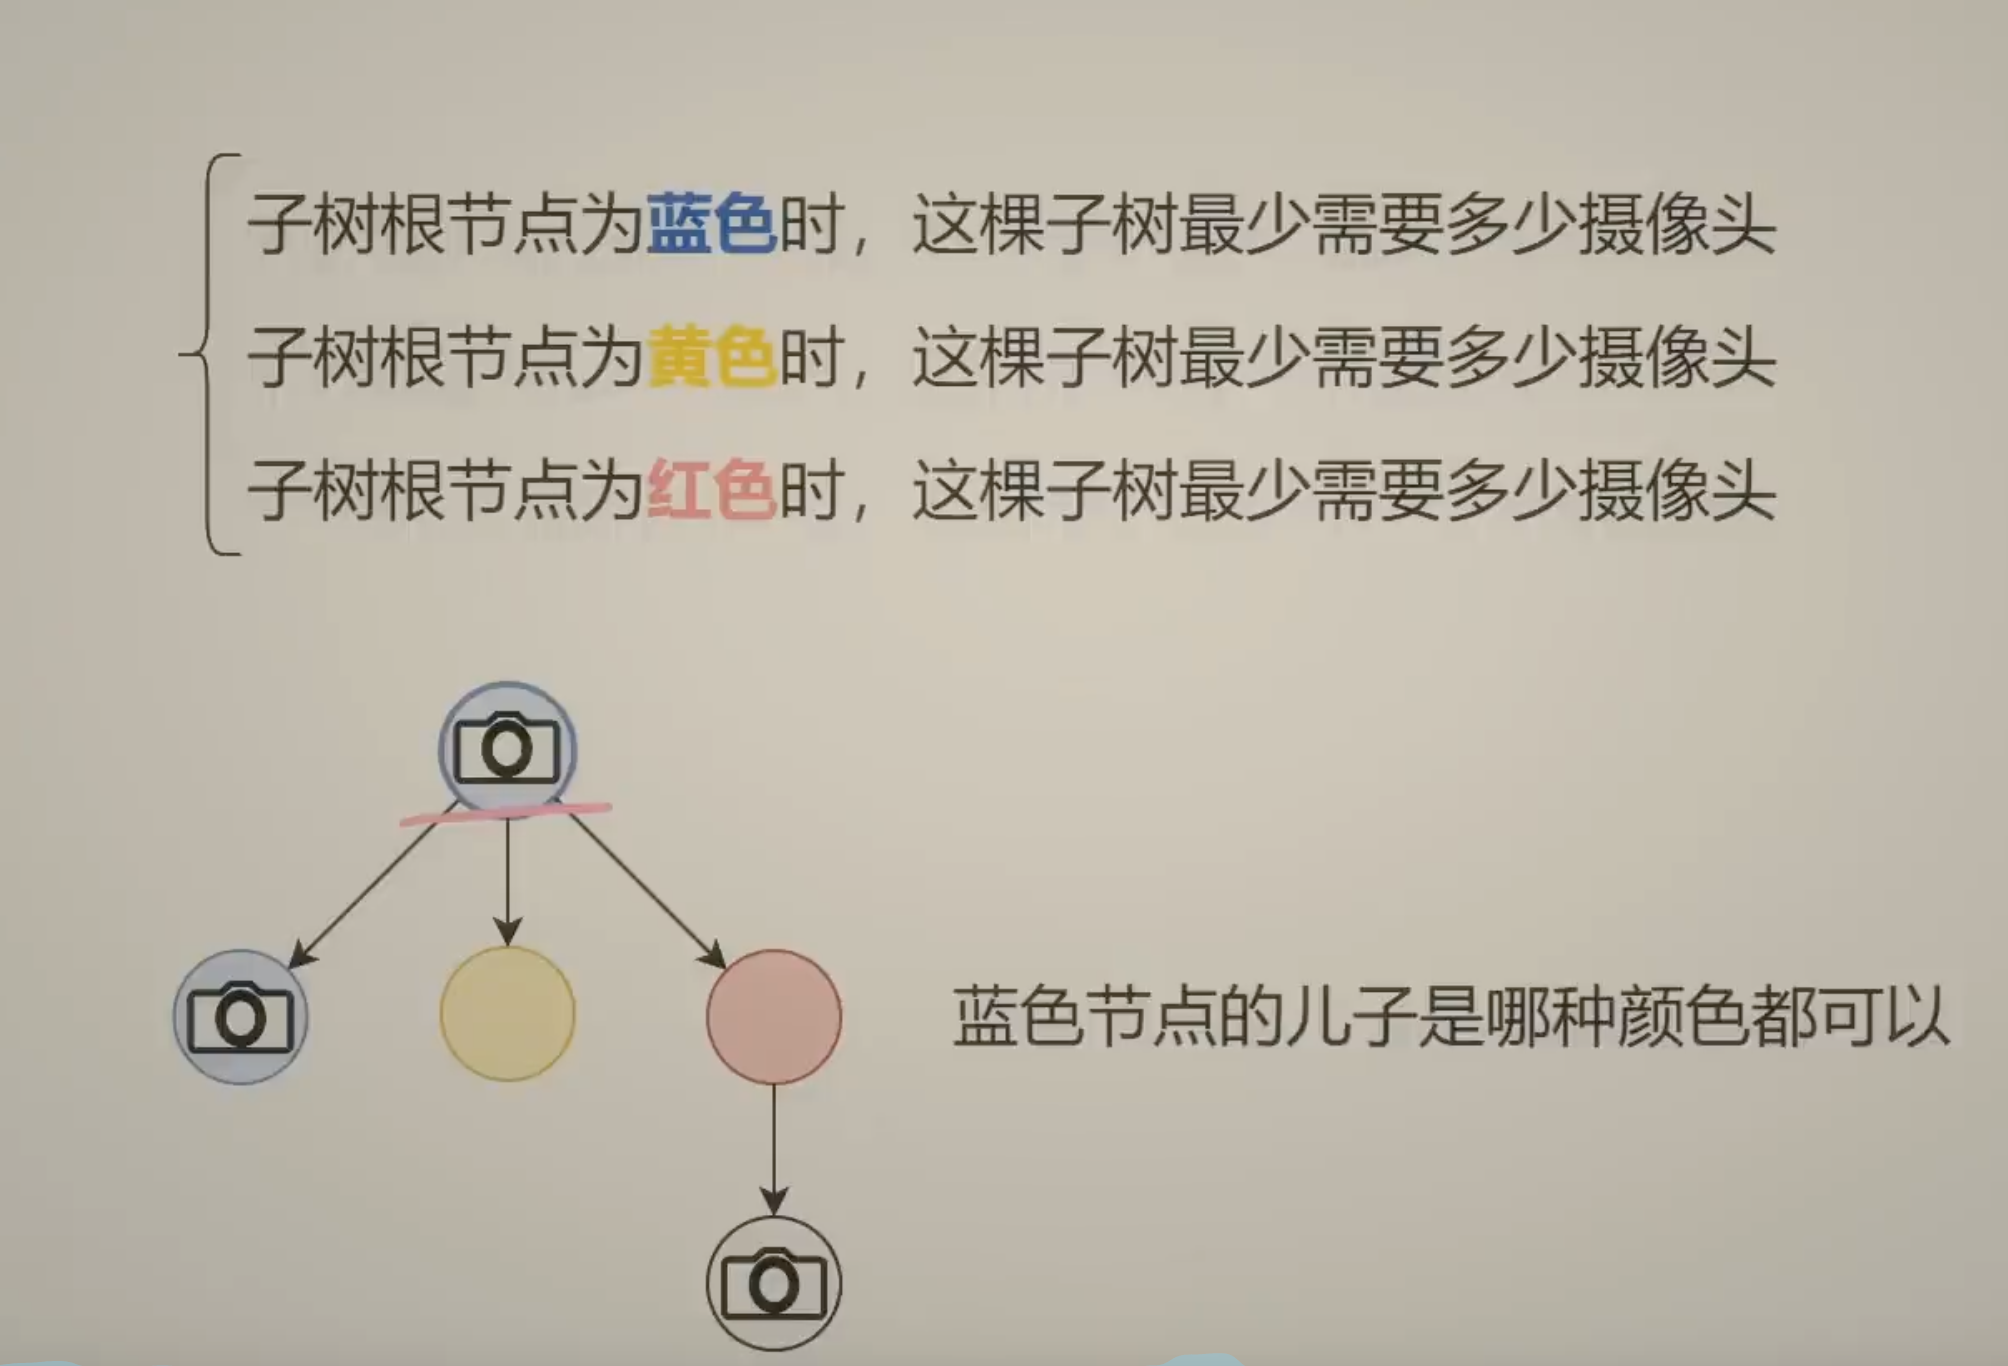 子树根节点为蓝色时，这棵子树最少需要多少摄像头
子树根节点为黄色时，这棵子树最少需要多少摄像头
子树根节点为红色时，这棵子树最少需要多少摄像头
蓝色节点的儿子是哪种颜色都可以